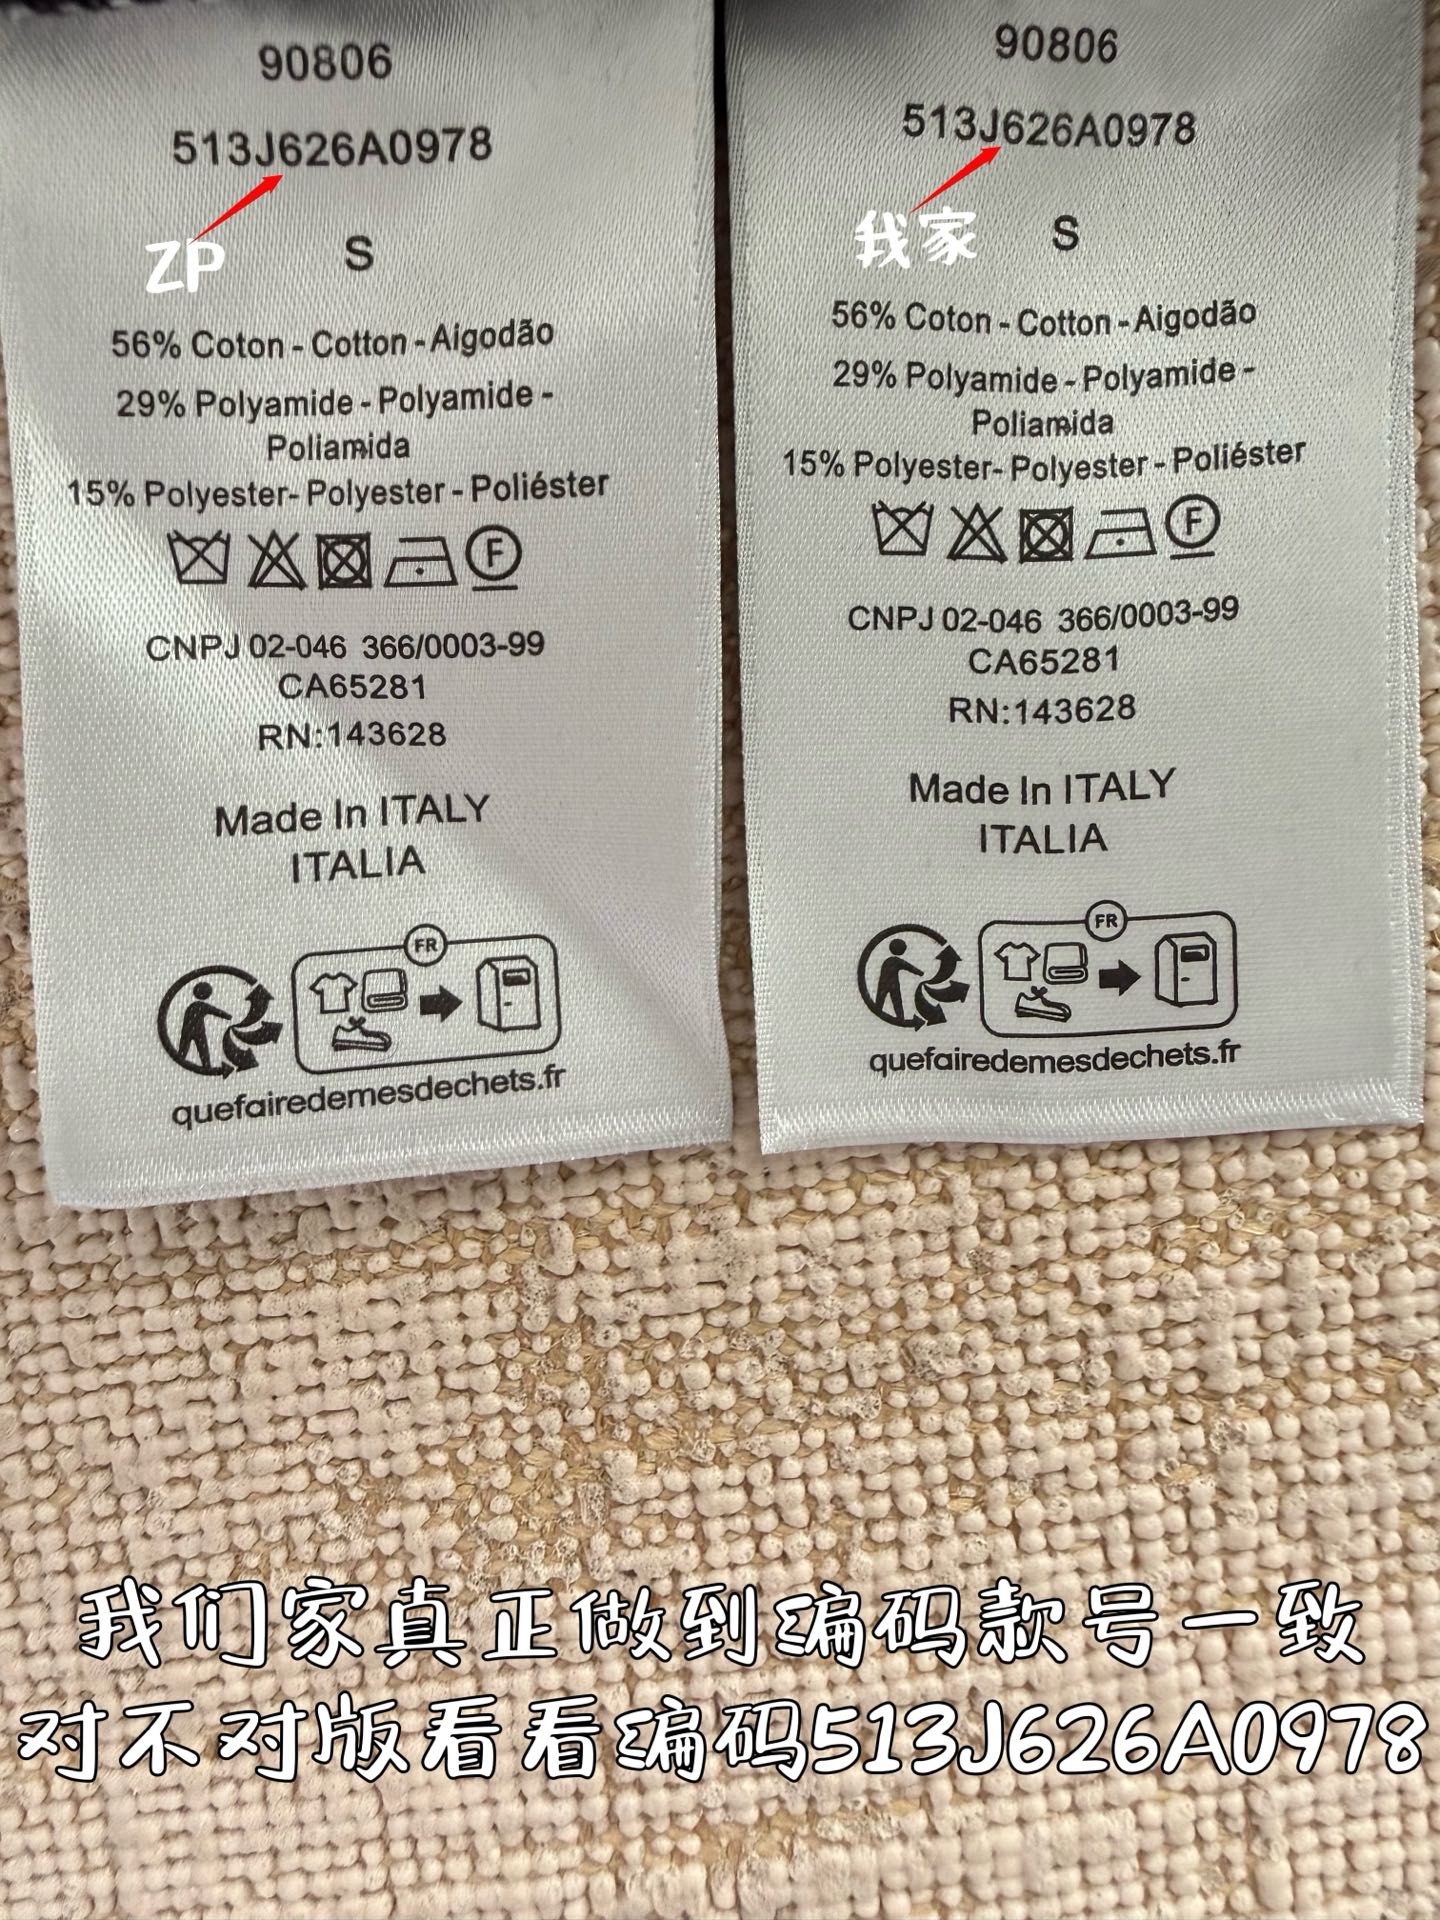 90806
513J626A0978
ZP
S
56% Coton - Cotton - Aigodão
29% Polyamide - Polyamide -
Poliamida
15% Polyester- Polyester - Poliéster
F
CNPJ 02-046 366/0003-99
CA65281
RN:143628
Made In ITALY
ITALIA
FR
quefairedemesdechets.fr
90806
513J626A0978
我家
S
56% Coton - Cotton - Aigodão
29% Polyamide - Polyamide -
Poliamida
15% Polyester- Polyester - Poliéster
F
CNPJ 02-046 366/0003-99
CA65281
RN:143628
Made In ITALY
ITALIA
FR
quefairedemesdechets.fr
我们家真正做到编码款号一致
对不对版看看编码513J626A0978